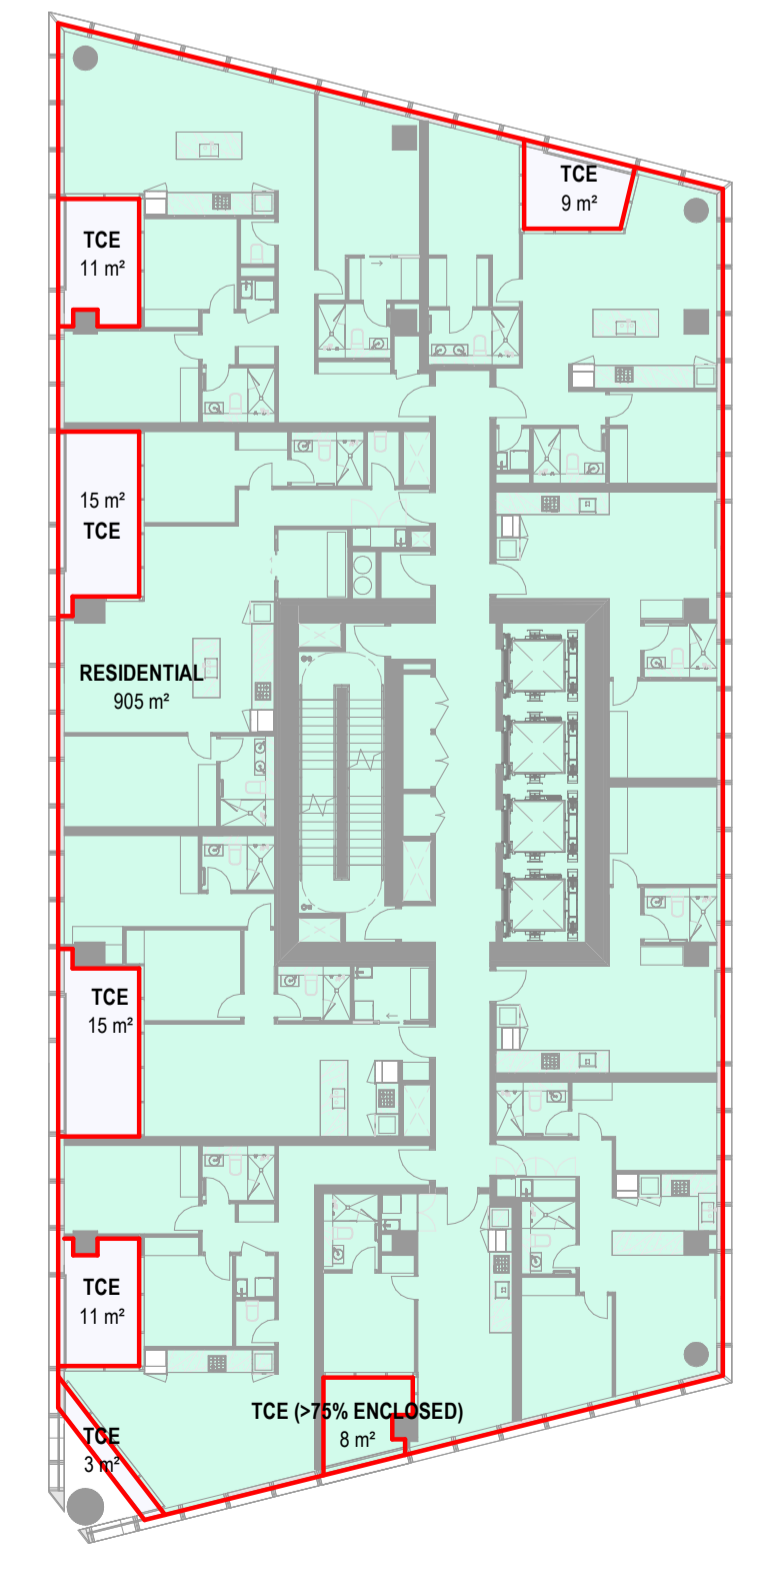 TCE
9 m²
TCE
11 m²
15 m²
TCE
RESIDENTIAL
905 m²
TCE
15 m²
TCE
11 m²
TCE (>75% ENCLOSED)
8 m²
TCE
3 m²